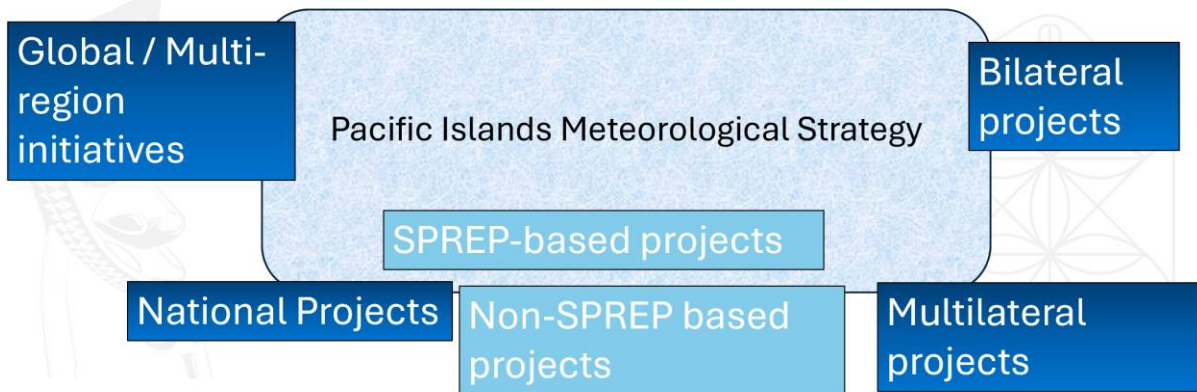 Global / Multi-
region
initiatives
Pacific Islands Meteorological Strategy
Bilateral
projects
SPREP-based projects
National Projects
Non-SPREP based
projects
Multilateral
projects